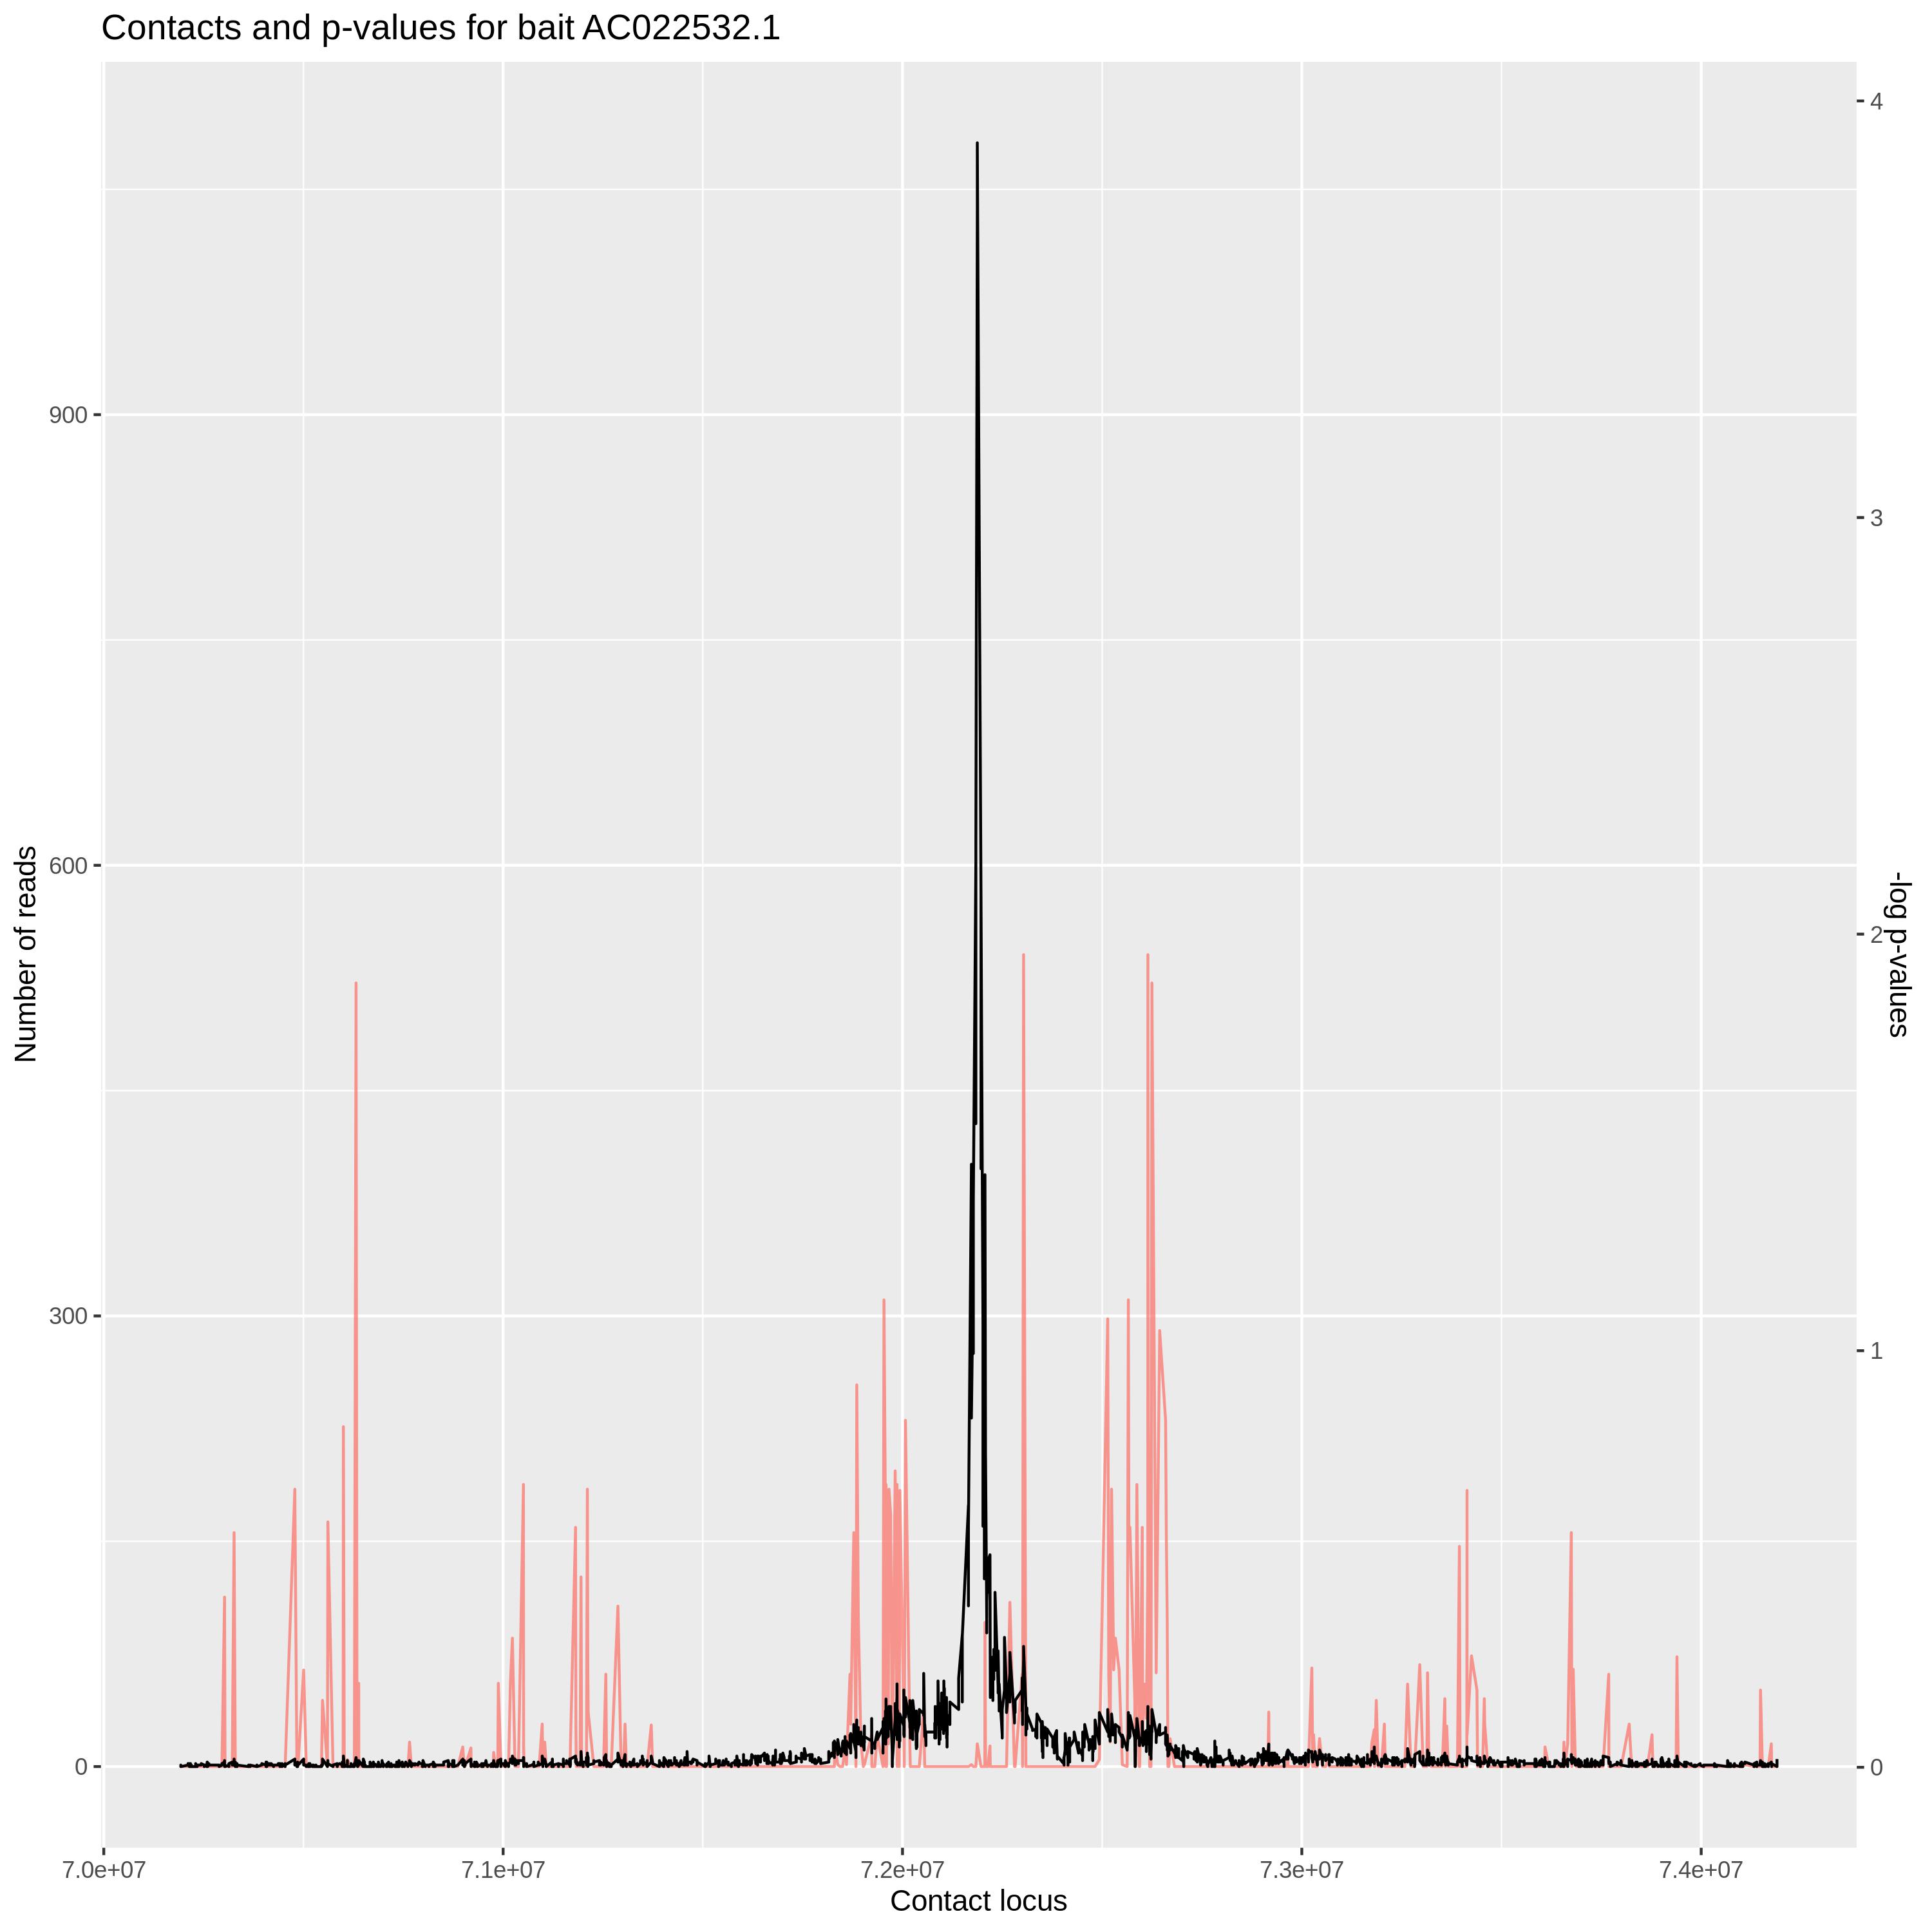 Contacts and p-values for bait AC022532.1
Number of reads
900
600
300
0
4
3
2
1
0
-log p-values
7.0e+07 7.1e+07 7.2e+07 7.3e+07 7.4e+07
Contact locus